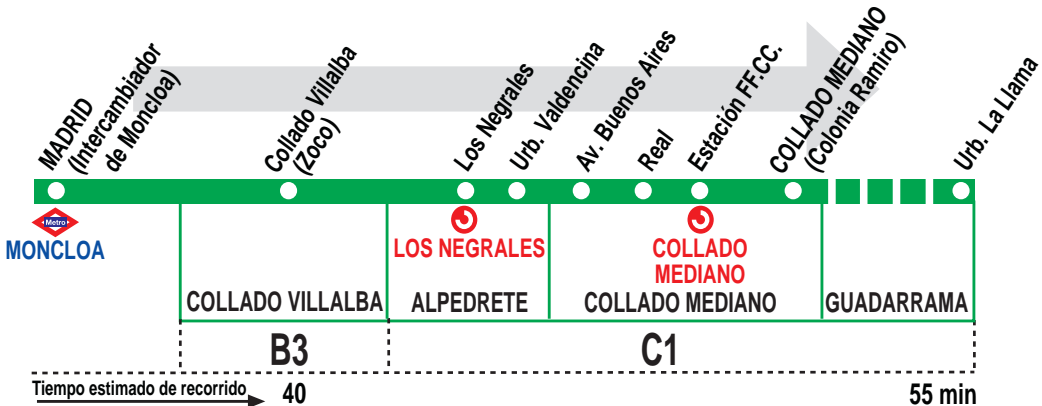 MADRID
(Intercambiador
de Moncloa)
Collado Villalba
(Zoco)
Los Negrales
Urb. Valdencina
Av. Buenos Aires
Real
Estación FF.CC.
COLLADO MEDIANO
(Colonia Ramiro)
Urb. La Llama
Metro
MONCLOA
LOS NEGRALES
COLLADO
MEDIANO
COLLADO VILLALBA
ALPEDRETE
COLLADO MEDIANO
GUADARRAMA
B3
C1
Tiempo estimado de recorrido
40
55 min